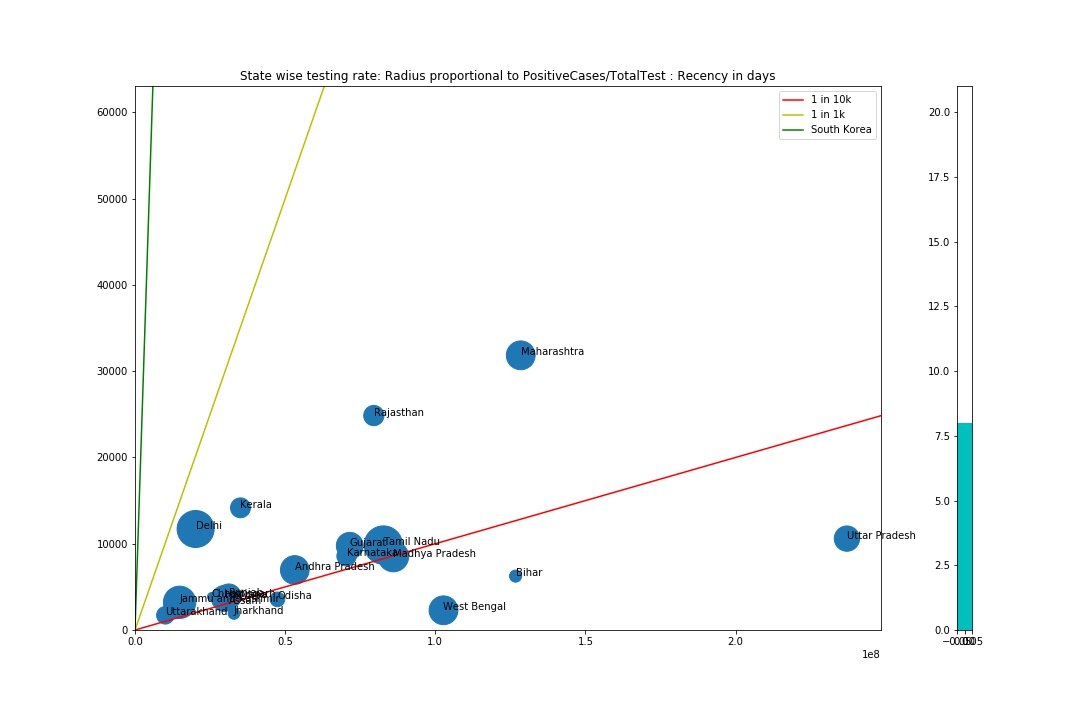 State wise testing rate: Radius proportional to PositiveCases/TotalTest : Recency in days
1 in 10k
1 in 1k
South Korea
60000
50000
40000
30000
20000
10000
0
Maharashtra
Rajasthan
Kerala
Delhi
Gujarat
Tamil Nadu
Karnataka
Madhya Pradesh
Uttar Pradesh
Andhra Pradesh
Bihar
Odisha
Jammu and
West Bengal
Uttarakhand
Jharkhand
0.0
0.5
1.0
1.5
2.0
1e8
20.0
17.5
15.0
12.5
10.0
7.5
5.0
2.5
0.0